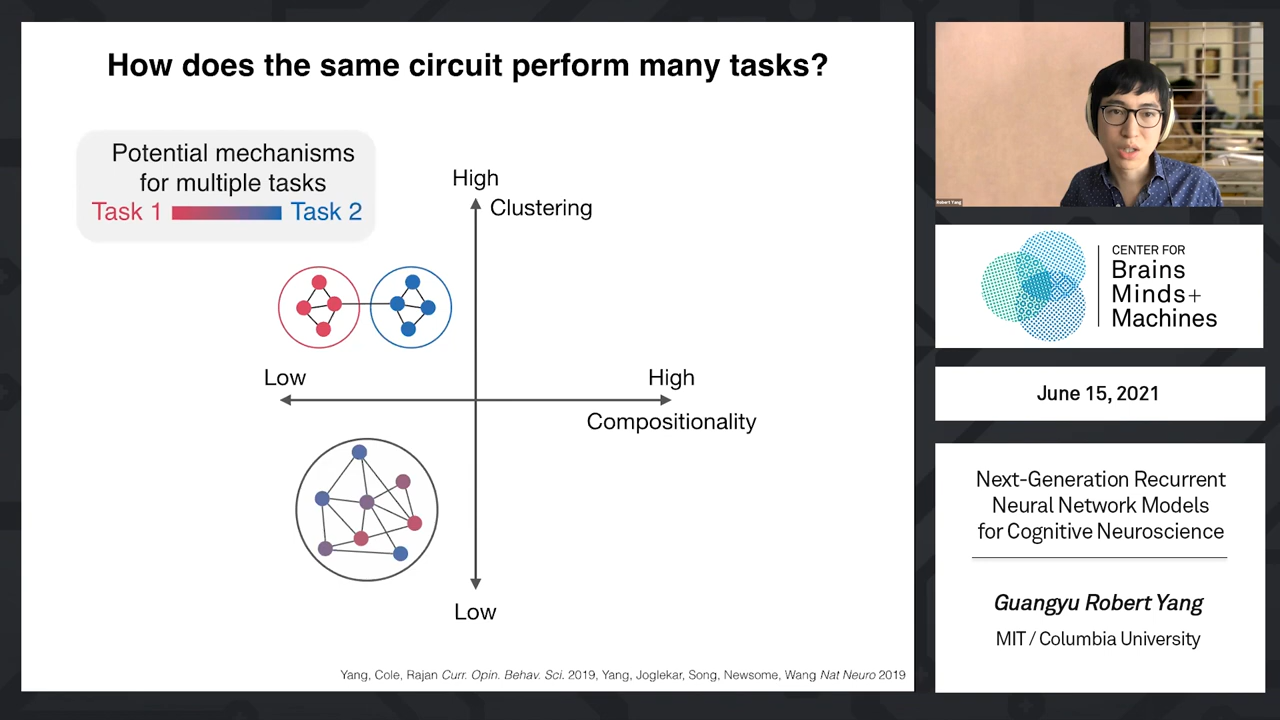 How does the same circuit perform many tasks?
Potential mechanisms
for multiple tasks
Task 1 Task 2
High
Clustering
Low
High
Compositionality
Low
Yang, Cole, Rajan Curr. Opin. Behav. Sci. 2019, Yang, Joglekar, Song, Newsome, Wang Nat Neuro 2019
Robert Yang
CENTER FOR
Brains
Minds+
Machines
June 15, 2021
Next-Generation Recurrent
Neural Network Models
for Cognitive Neuroscience
Guangyu Robert Yang
MIT / Columbia University